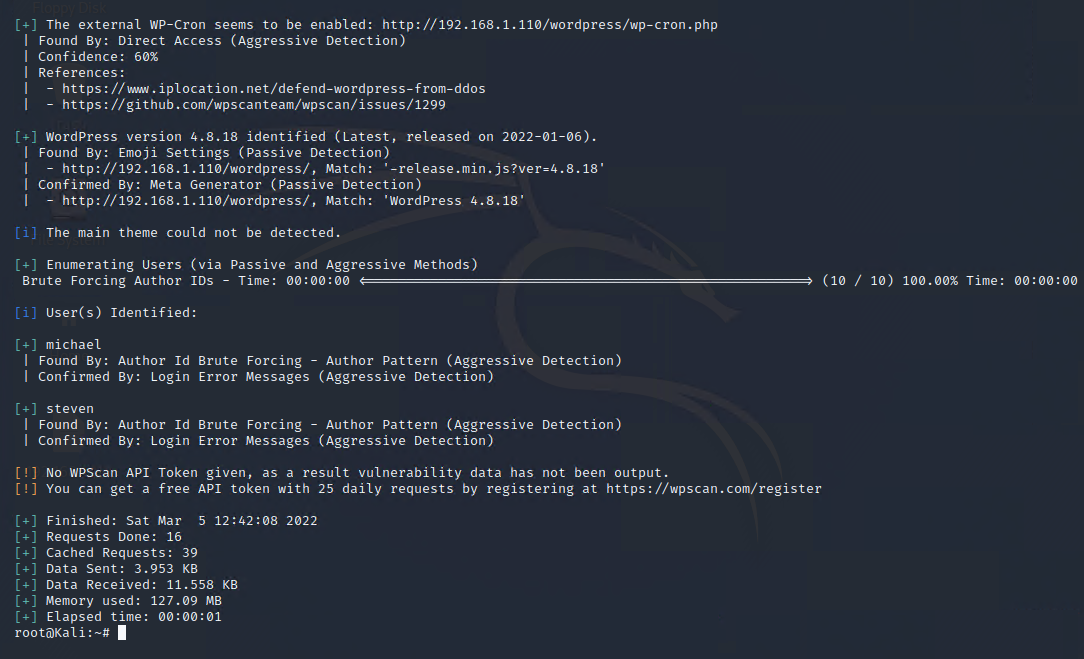 [+] The external WP-Cron seems to be enabled: http://192.168.1.110/wordpress/wp-cron.php
 | Found By: Direct Access (Aggressive Detection)
 | Confidence: 60%
 | References:
 |  - https://www.iplocation.net/defend-wordpress-from-ddos
 |  - https://github.com/wpscanteam/wpscan/issues/1299
[+] WordPress version 4.8.18 identified (Latest, released on 2022-01-06).
 | Found By: Emoji Settings (Passive Detection)
 |  - http://192.168.1.110/wordpress/, Match: '-release.min.js?ver=4.8.18'
 | Confirmed By: Meta Generator (Passive Detection)
 |  - http://192.168.1.110/wordpress/, Match: 'WordPress 4.8.18'
[i] The main theme could not be detected.
[+] Enumerating Users (via Passive and Aggressive Methods)
 Brute Forcing Author IDs - Time: 00:00:00 <==========================================================> (10 / 10) 100.00% Time: 00:00:00
[i] User(s) Identified:
[+] michael
 | Found By: Author Id Brute Forcing - Author Pattern (Aggressive Detection)
 | Confirmed By: Login Error Messages (Aggressive Detection)
[+] steven
 | Found By: Author Id Brute Forcing - Author Pattern (Aggressive Detection)
 | Confirmed By: Login Error Messages (Aggressive Detection)
[!] No WPScan API Token given, as a result vulnerability data has not been output.
[!] You can get a free API token with 25 daily requests by registering at https://wpscan.com/register
[+] Finished: Sat Mar  5 12:42:08 2022
[+] Requests Done: 16
[+] Cached Requests: 39
[+] Data Sent: 3.953 KB
[+] Data Received: 11.558 KB
[+] Memory used: 127.09 MB
[+] Elapsed time: 00:00:01
root@Kali:~#